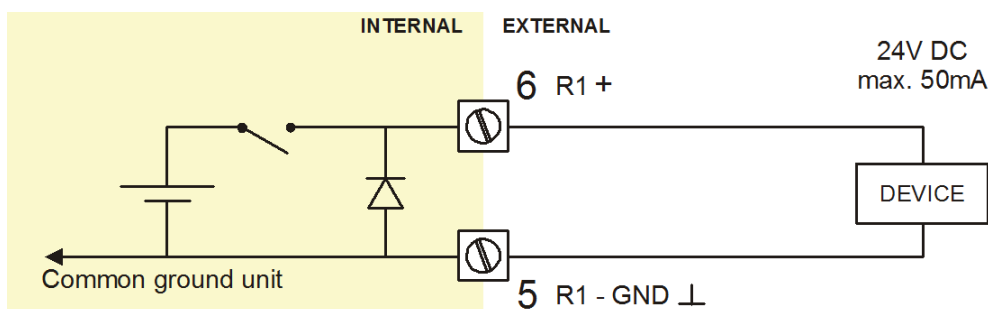 INTERNAL EXTERNAL
24V DC
max. 50mA
6 R1 +
DEVICE
Common ground unit
5 R1 - GND ⊥